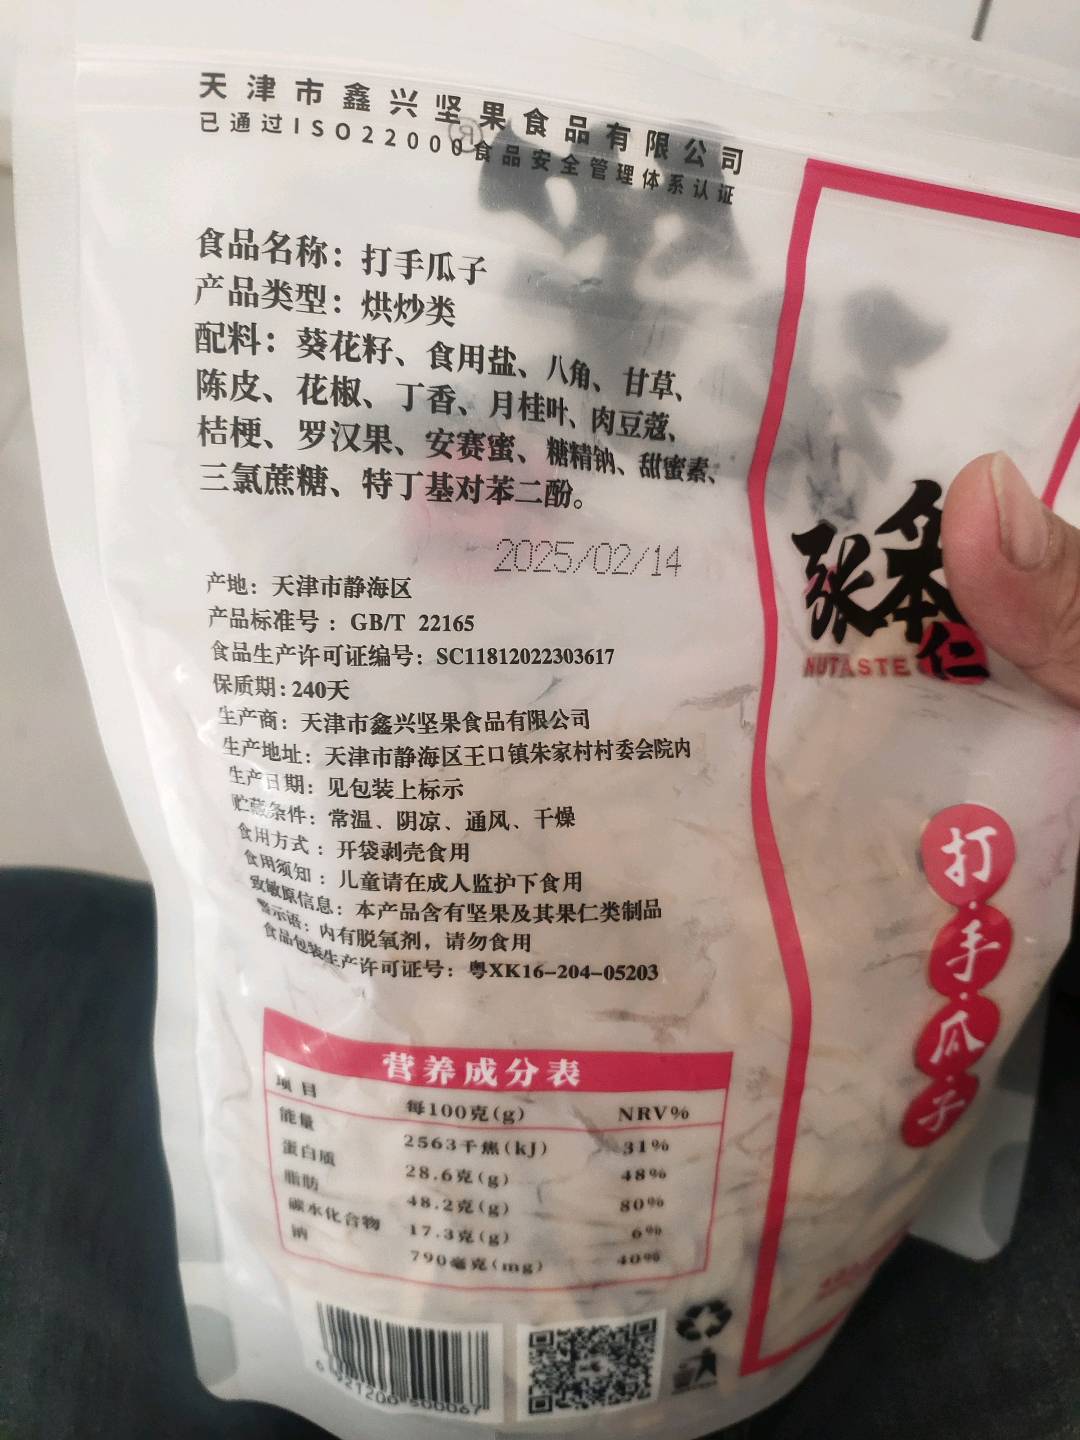 天津市鑫兴坚果食品有限公司
已通过ISO22000食品安全管理体系认证
®
食品名称：打手瓜子
产品类型：烘炒类
配料：葵花籽、食用盐、八角、甘草、
陈皮、花椒、丁香、月桂叶、肉豆蔻、
桔梗、罗汉果、安赛蜜、糖精钠、甜蜜素、
三氯蔗糖、特丁基对苯二酚。
2025/02/14
产地：天津市静海区
产品标准号：GB/T 22165
食品生产许可证编号：SC11812022303617
保质期:240天
生产商：天津市鑫兴坚果食品有限公司
生产地址：天津市静海区王口镇朱家村村委会院内
生产日期：见包装上标示
贮藏条件：常温、阴凉、通风、干燥
食用方式：开袋剥壳食用
食用须知：儿童请在成人监护下食用
致敏原信息：本产品含有坚果及其果仁类制品
警示语：内有脱氧剂，请勿食用
食品包装生产许可证号：粤XK16-204-05203
营养成分表
项目 每100克(g) NRV%
能量 2563千焦(kJ) 31%
蛋白质 28.6克(g) 48%
脂肪 48.2克(g) 80%
碳水化合物 17.3克(g) 6%
钠 790毫克(mg) 40%
张
仁
NUTASTE
打·手·瓜·子